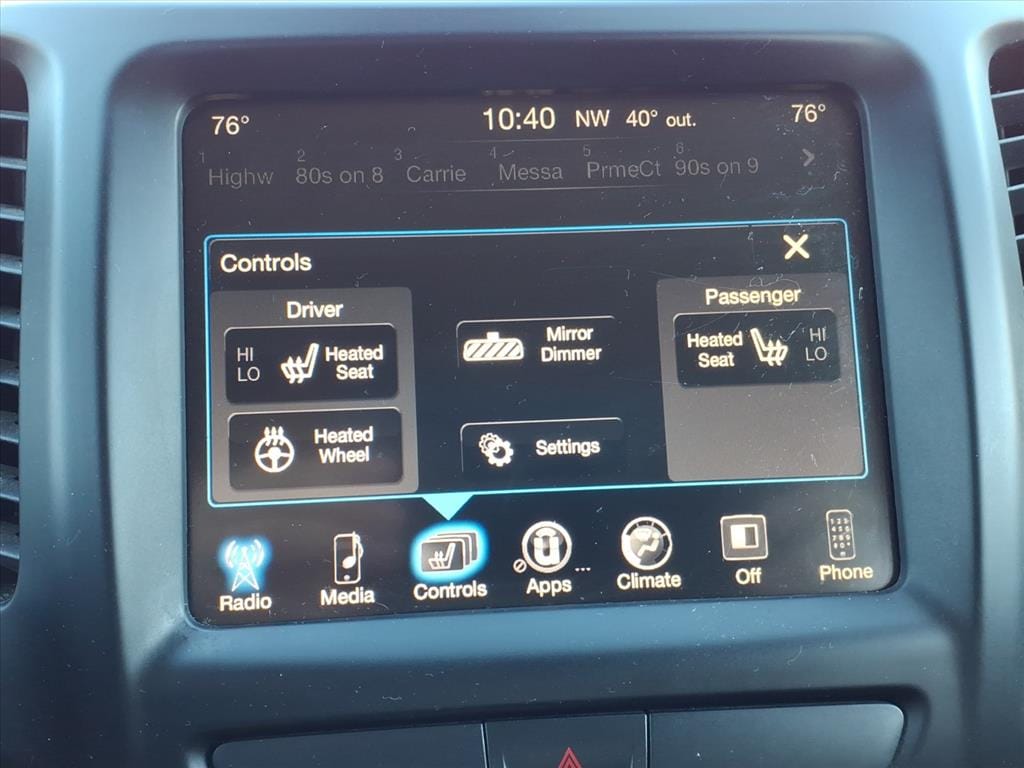 76° 10:40 NW 40° out. 76°
1 2 3 4 5 6
Highw 80s on 8 Carrie Messa PrmeCt 90s on 9
Controls
Driver
HI
LO
Heated
Seat
Heated
Wheel
Mirror
Dimmer
Settings
Passenger
Heated
Seat
HI
LO
Radio Media Controls Apps ... Climate Off Phone